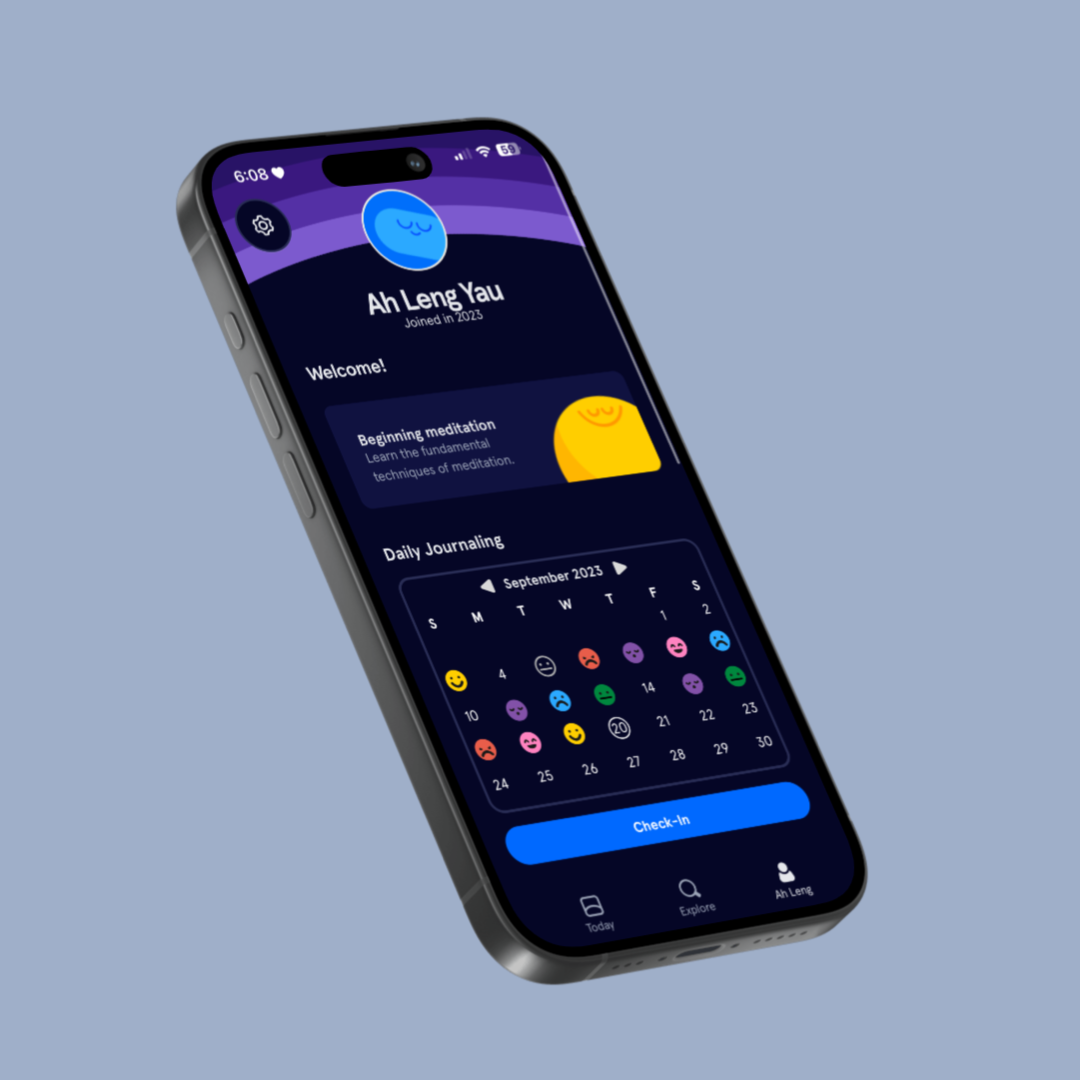 6:08 59
Ah Leng Yau
Joined in 2023
Welcome!
Beginning meditation
Learn the fundamental
techniques of meditation.
Daily Journaling
September 2023
S M T W T F S
1 2
4
10 14
20 21 22 23
24 25 26 27 28 29 30
Check-In
Today Explore Ah Leng